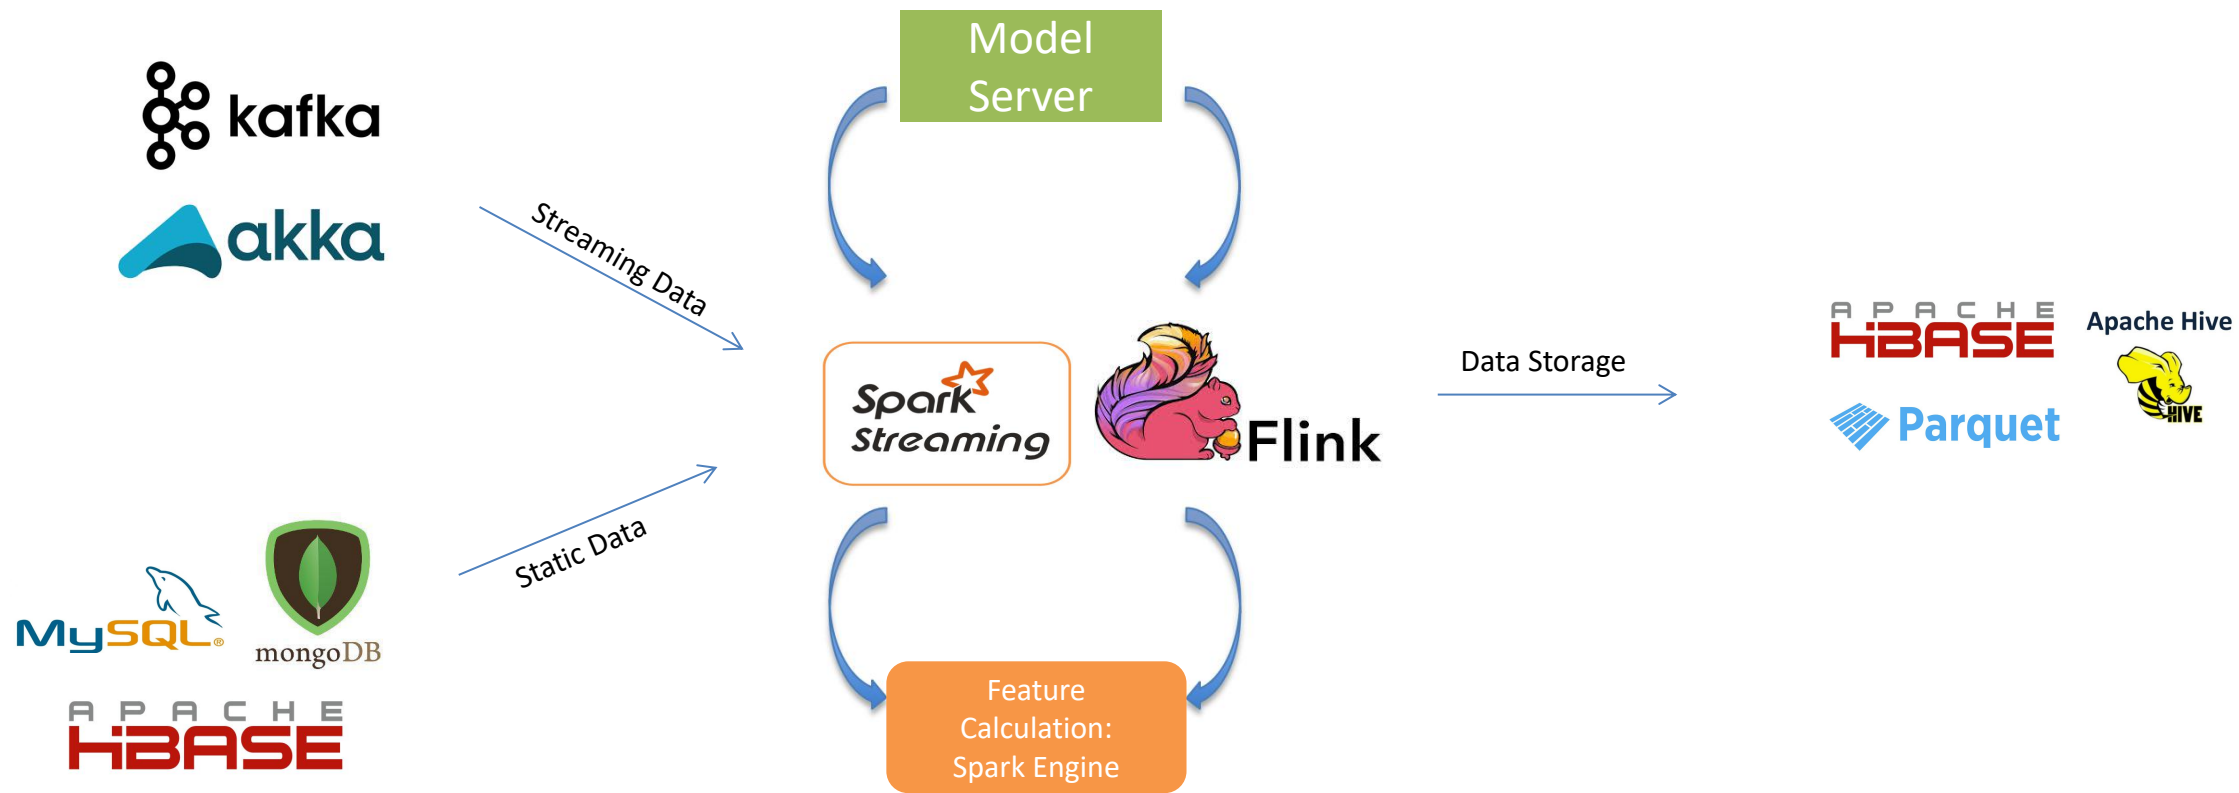 Model
Server
kafka
akka
Streaming Data
Spark
Streaming
Flink
Data Storage
APACHE
HBASE
Apache Hive
HIVE
Parquet
Static Data
MySQL®
mongoDB
APACHE
HBASE
Feature
Calculation:
Spark Engine